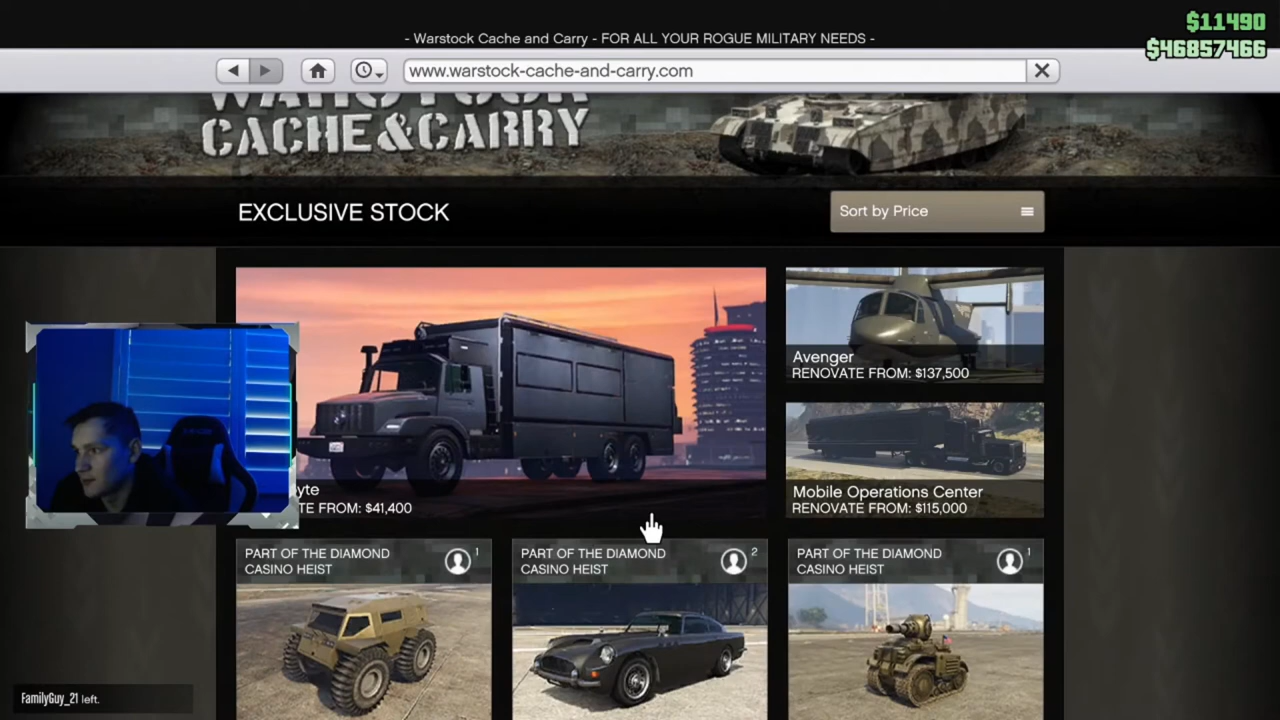 $11490
- Warstock Cache and Carry - FOR ALL YOUR ROGUE MILITARY NEEDS -
$46857466
www.warstock-cache-and-carry.com
CACHE&CARRY
EXCLUSIVE STOCK
Sort by Price
Avenger
RENOVATE FROM: $137,500
Mobile Operations Center
RENOVATE FROM: $115,000
yte
TE FROM: $41,400
PART OF THE DIAMOND
CASINO HEIST
1
PART OF THE DIAMOND
CASINO HEIST
2
PART OF THE DIAMOND
CASINO HEIST
1
FamilyGuy_21 left.